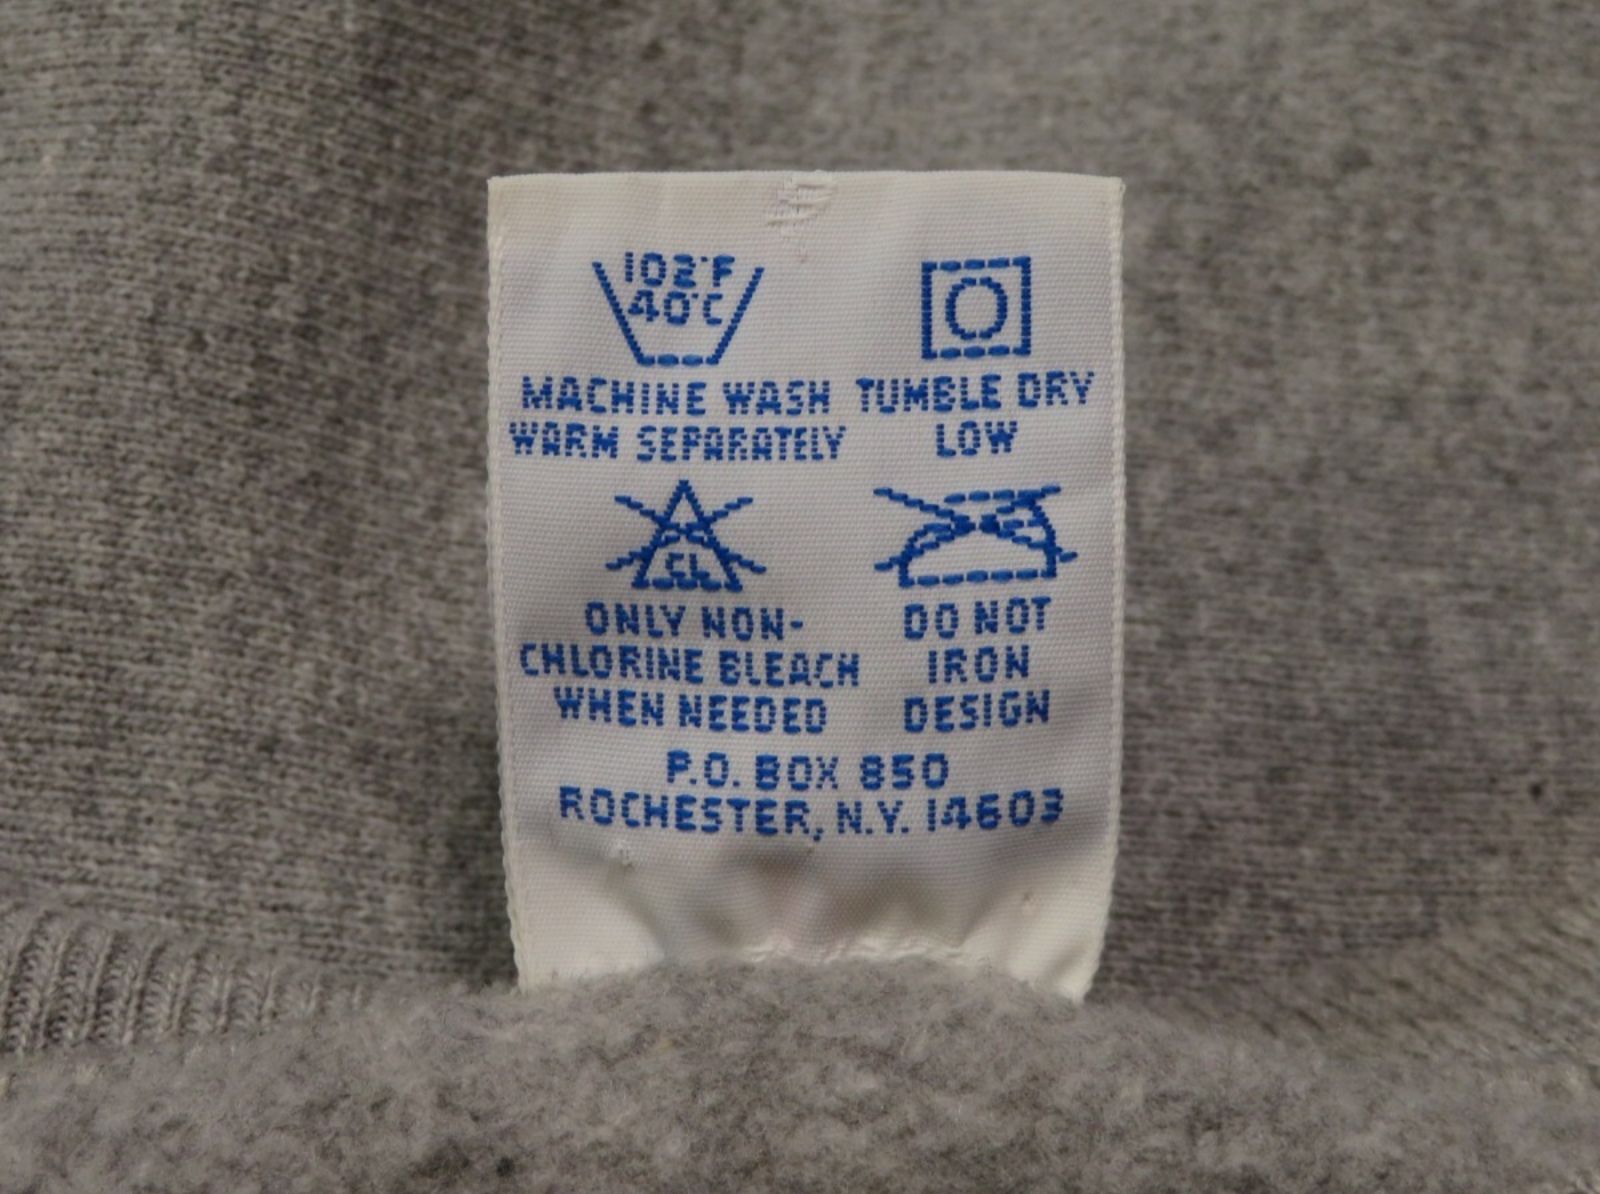 102°F
40°C
MACHINE WASH
WARM SEPARATELY
TUMBLE DRY
LOW
CL
ONLY NON-
CHLORINE BLEACH
WHEN NEEDED
DO NOT
IRON
DESIGN
P.O. BOX 850
ROCHESTER, N.Y. 14603